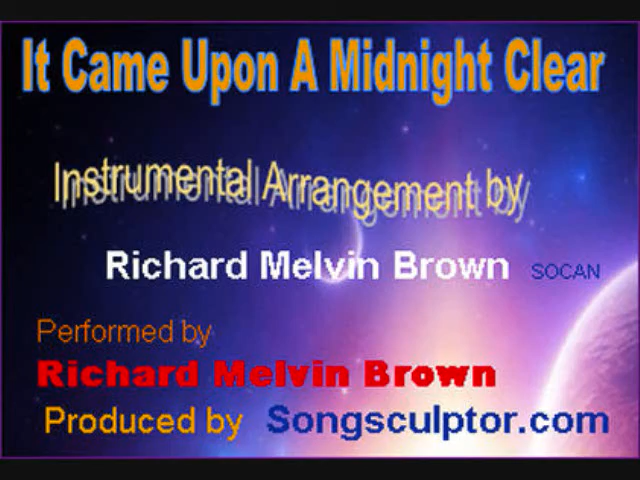 It Came Upon A Midnight Clear
Instrumental Arrangement by
Richard Melvin Brown SOCAN
Performed by
Richard Melvin Brown
Produced by Songsculptor.com